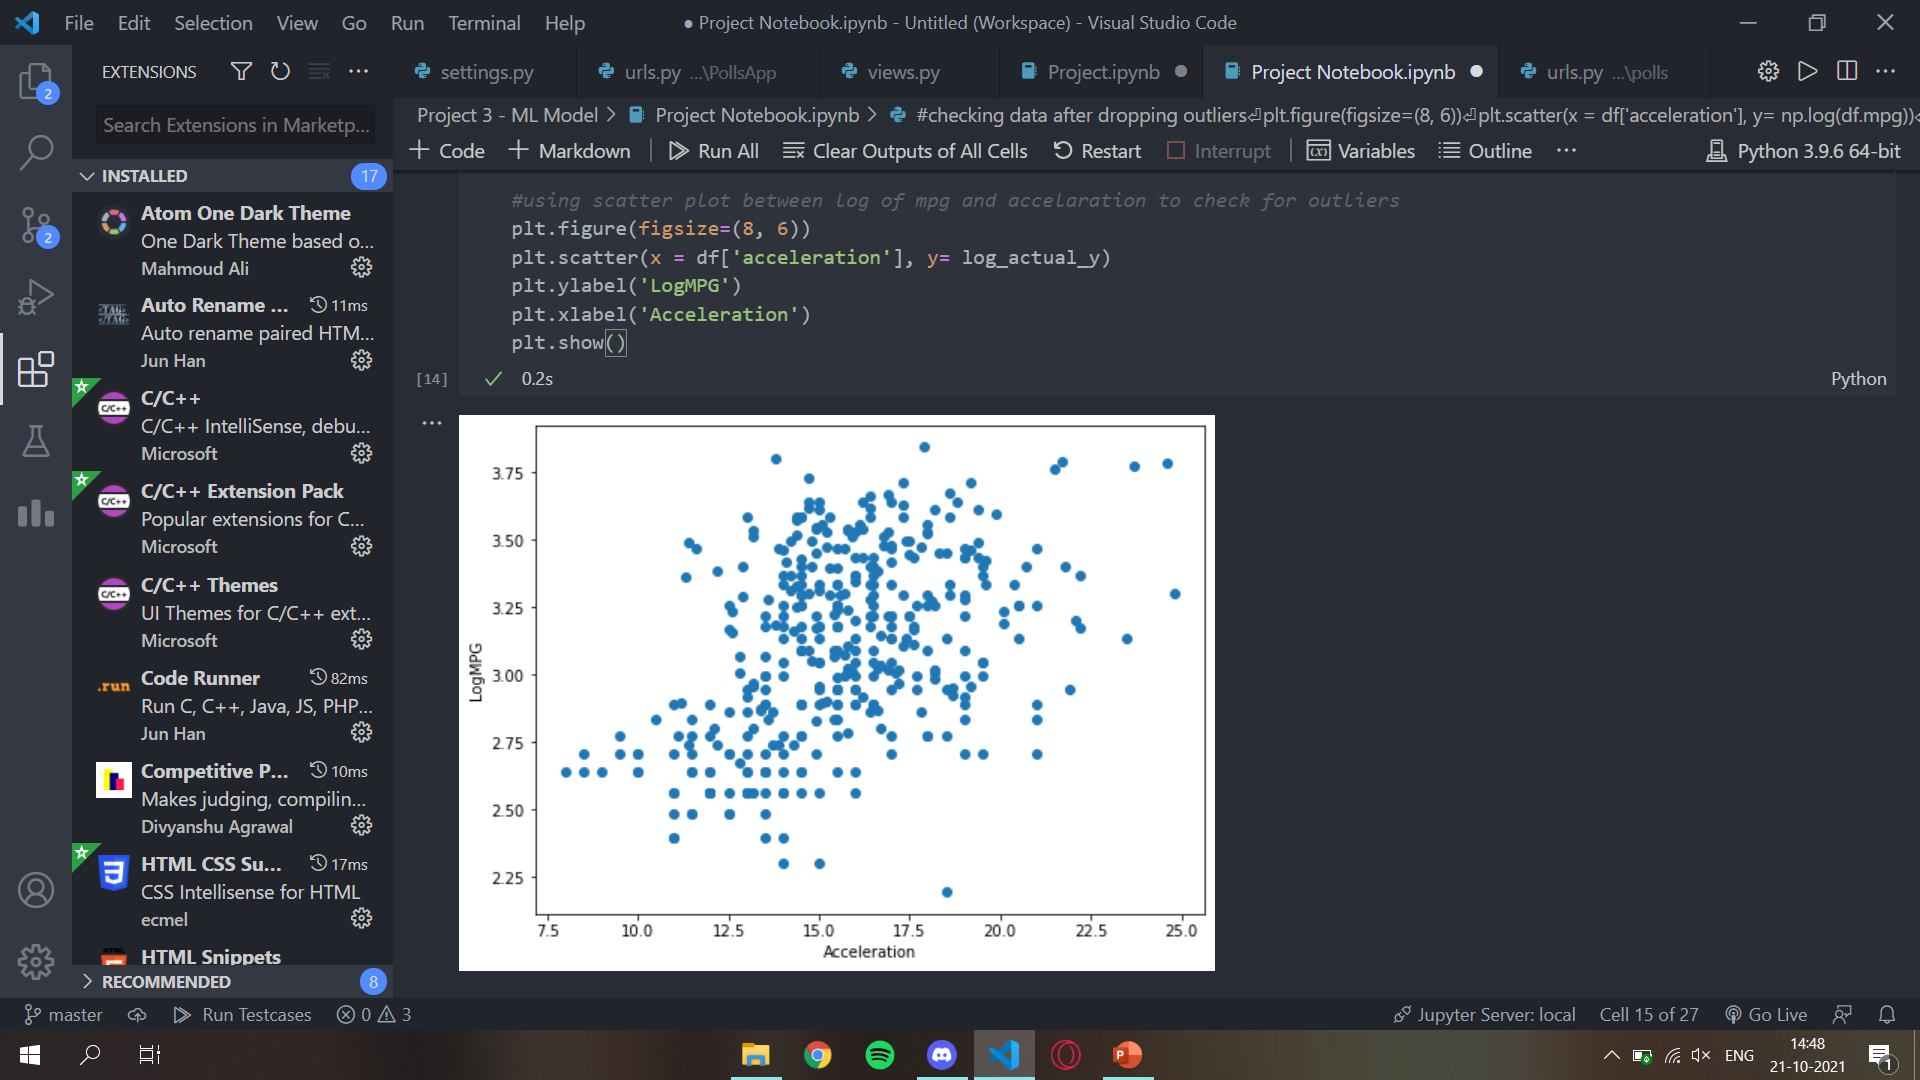 File Edit Selection View Go Run Terminal Help
● Project Notebook.ipynb - Untitled (Workspace) - Visual Studio Code
EXTENSIONS
settings.py
urls.py ...\PollsApp
views.py
Project.ipynb
Project Notebook.ipynb
urls.py ...\polls
2
Search Extensions in Marketp...
Project 3 - ML Model > Project Notebook.ipynb > #checking data after dropping outliers⏎plt.figure(figsize=(8, 6))⏎plt.scatter(x = df['acceleration'], y= np.log(df.mpg))⏎
+ Code + Markdown Run All Clear Outputs of All Cells Restart Interrupt Variables Outline ... Python 3.9.6 64-bit
INSTALLED 17
Atom One Dark Theme
One Dark Theme based o...
Mahmoud Ali
2
Auto Rename ... 11ms
Auto rename paired HTM...
Jun Han
C/C++
C/C++
C/C++ IntelliSense, debu...
Microsoft
C/C++
C/C++ Extension Pack
Popular extensions for C...
Microsoft
C/C++
C/C++ Themes
UI Themes for C/C++ ext...
Microsoft
.run
Code Runner 82ms
Run C, C++, Java, JS, PHP...
Jun Han
Competitive P... 10ms
Makes judging, compilin...
Divyanshu Agrawal
HTML CSS Su... 17ms
CSS Intellisense for HTML
ecmel
HTML Snippets
RECOMMENDED 8
#using scatter plot between log of mpg and accelaration to check for outliers
plt.figure(figsize=(8, 6))
plt.scatter(x = df['acceleration'], y= log_actual_y)
plt.ylabel('LogMPG')
plt.xlabel('Acceleration')
plt.show()
[14] 0.2s Python
3.75
3.50
3.25
3.00
2.75
2.50
2.25
LogMPG
7.5 10.0 12.5 15.0 17.5 20.0 22.5 25.0
Acceleration
master Run Testcases 0 3 Jupyter Server: local Cell 15 of 27 Go Live
ENG
14:48
21-10-2021
1